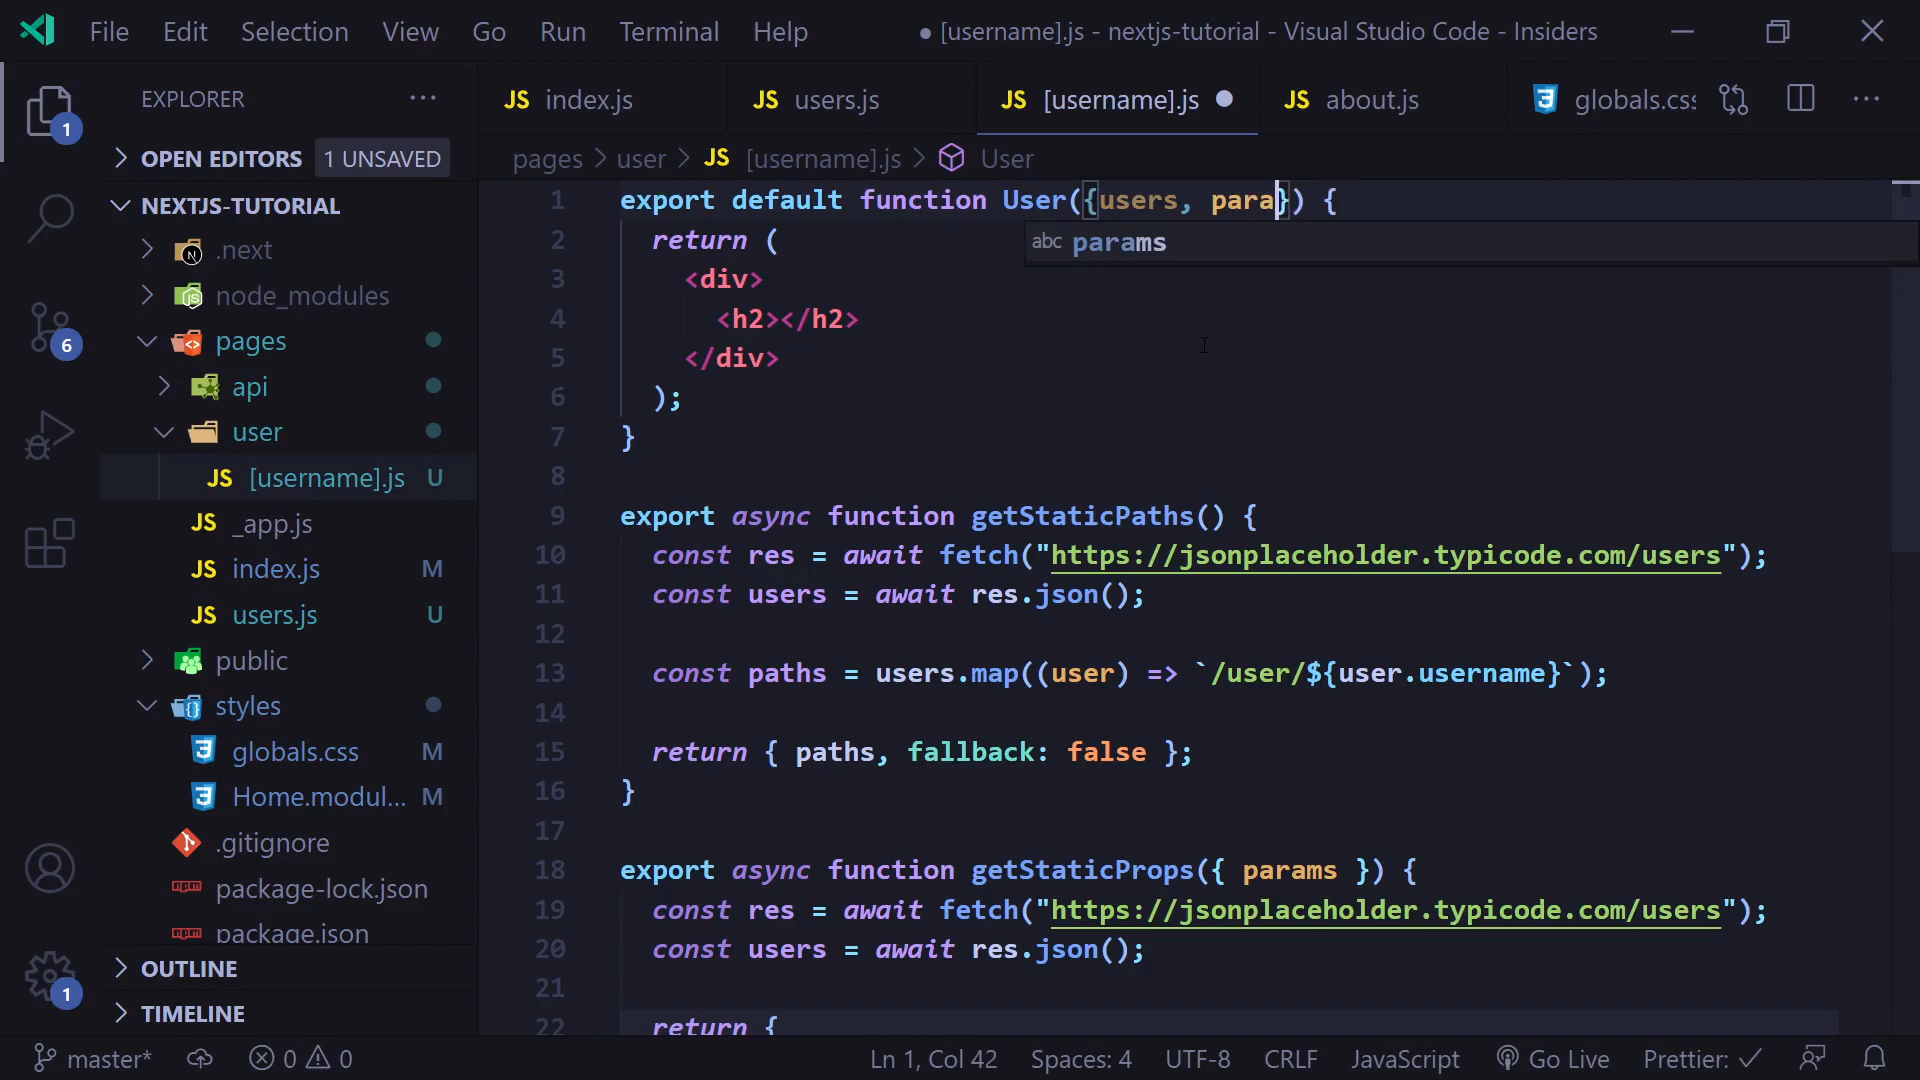 File Edit Selection View Go Run Terminal Help
● [username].js - nextjs-tutorial - Visual Studio Code - Insiders
EXPLORER
1
OPEN EDITORS 1 UNSAVED
NEXTJS-TUTORIAL
.next
node_modules
pages
6
api
user
[username].js U
_app.js
index.js M
users.js U
public
styles
globals.css M
Home.modul... M
.gitignore
package-lock.json
package.json
OUTLINE
1
TIMELINE
JS index.js JS users.js JS [username].js JS about.js globals.css
pages > user > JS [username].js > User
1 export default function User({users, para}) {
abc params
2 return (
3 <div>
4 <h2></h2>
5 </div>
6 );
7 }
8
9 export async function getStaticPaths() {
10 const res = await fetch("https://jsonplaceholder.typicode.com/users");
11 const users = await res.json();
12
13 const paths = users.map((user) => `/user/${user.username}`);
14
15 return { paths, fallback: false };
16 }
17
18 export async function getStaticProps({ params }) {
19 const res = await fetch("https://jsonplaceholder.typicode.com/users");
20 const users = await res.json();
21
22 return {
master* 0 0 Ln 1, Col 42 Spaces: 4 UTF-8 CRLF JavaScript Go Live Prettier: ✓